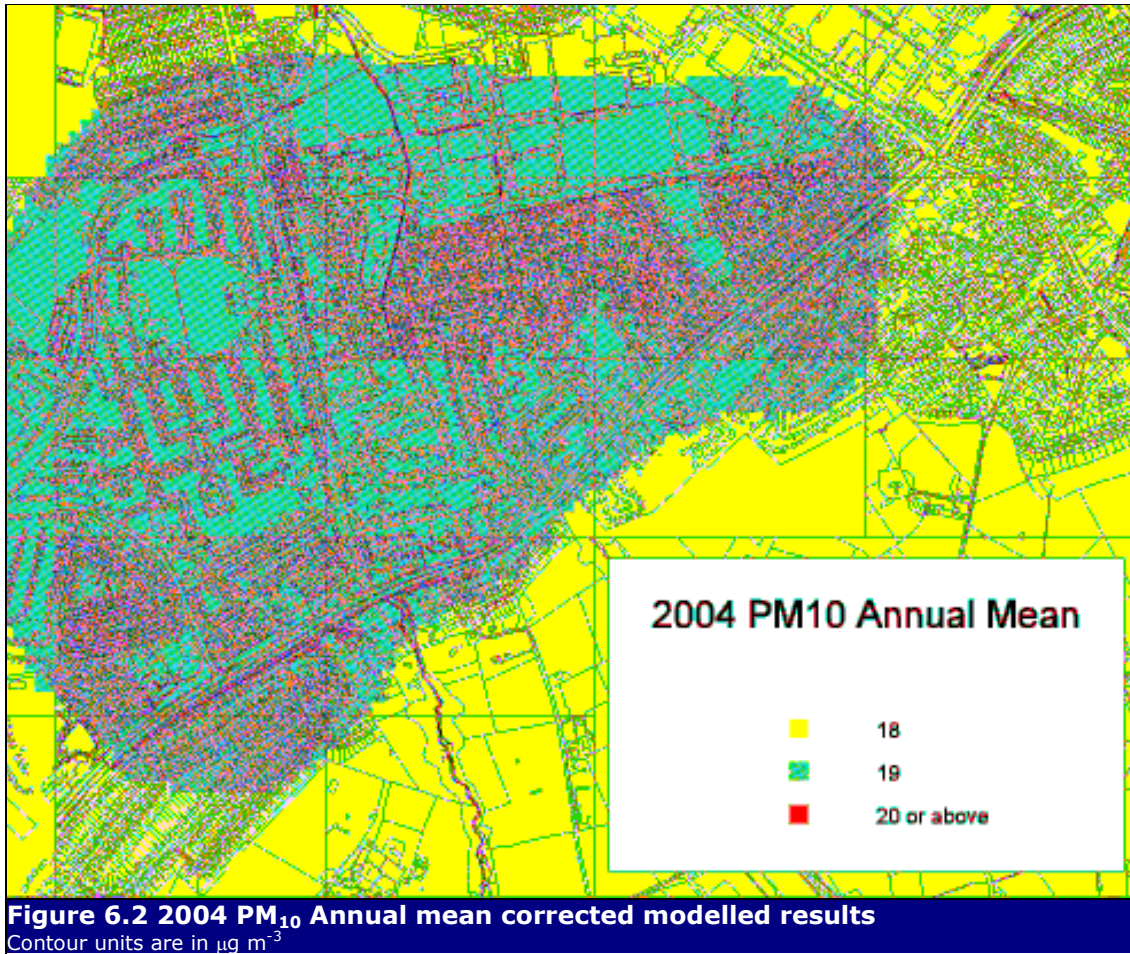 2004 PM10 Annual Mean
18
19
20 or above
Figure 6.2 2004 PM₁₀ Annual mean corrected modelled results
Contour units are in µg m⁻³